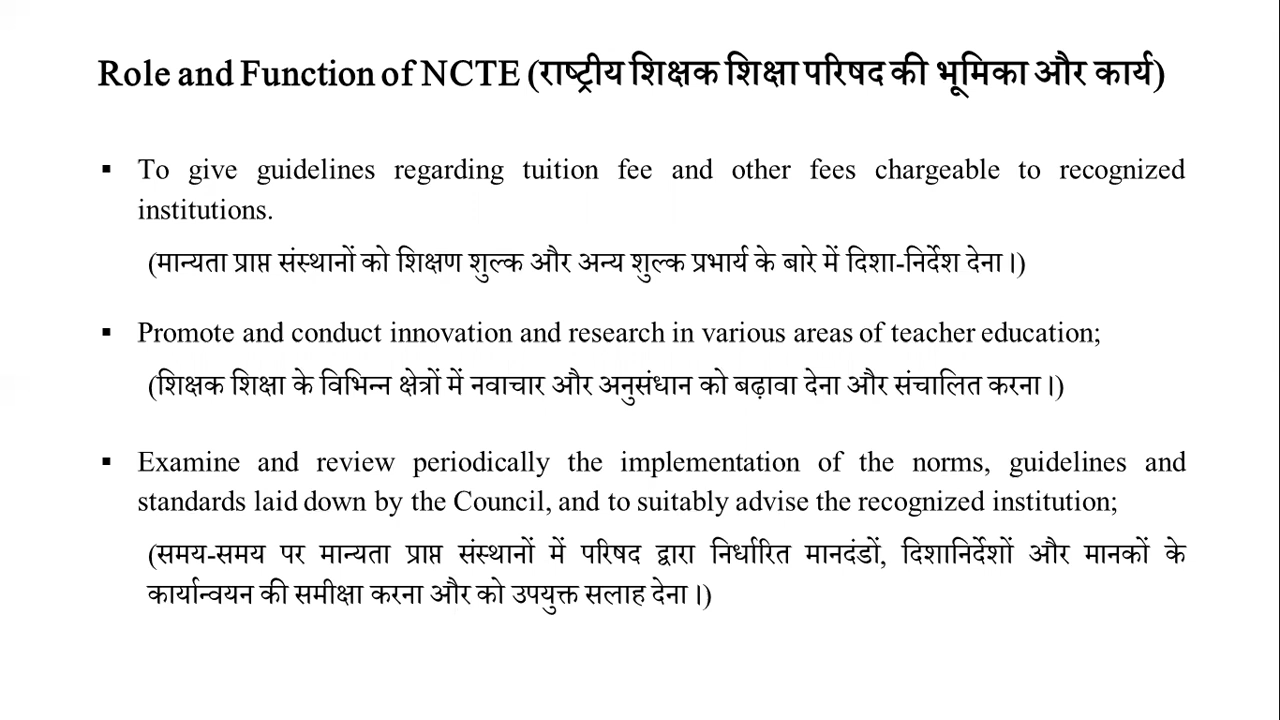 Role and Function of NCTE (राष्ट्रीय शिक्षक शिक्षा परिषद की भूमिका और कार्य)
▪ To give guidelines regarding tuition fee and other fees chargeable to recognized
institutions.
(मान्यता प्राप्त संस्थानों को शिक्षण शुल्क और अन्य शुल्क प्रभार्य के बारे में दिशा-निर्देश देना।)
▪ Promote and conduct innovation and research in various areas of teacher education;
(शिक्षक शिक्षा के विभिन्न क्षेत्रों में नवाचार और अनुसंधान को बढ़ावा देना और संचालित करना।)
▪ Examine and review periodically the implementation of the norms, guidelines and
standards laid down by the Council, and to suitably advise the recognized institution;
(समय-समय पर मान्यता प्राप्त संस्थानों में परिषद द्वारा निर्धारित मानदंडों, दिशानिर्देशों और मानकों के
कार्यान्वयन की समीक्षा करना और को उपयुक्त सलाह देना।)